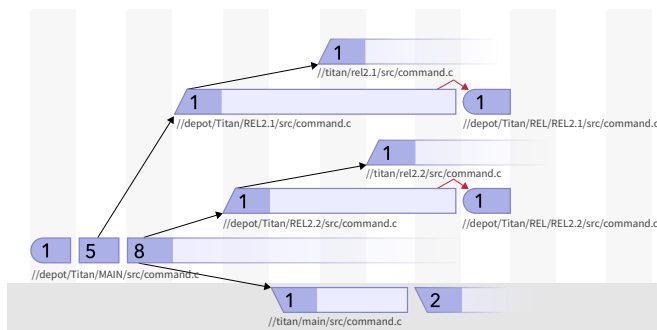 1
//titan/rel2.1/src/command.c
1 1
//depot/Titan/REL2.1/src/command.c //depot/Titan/REL/REL2.1/src/command.c
1
//titan/rel2.2/src/command.c
1 1
//depot/Titan/REL2.2/src/command.c //depot/Titan/REL/REL2.2/src/command.c
1 5 8
//depot/Titan/MAIN/src/command.c
1 2
//titan/main/src/command.c